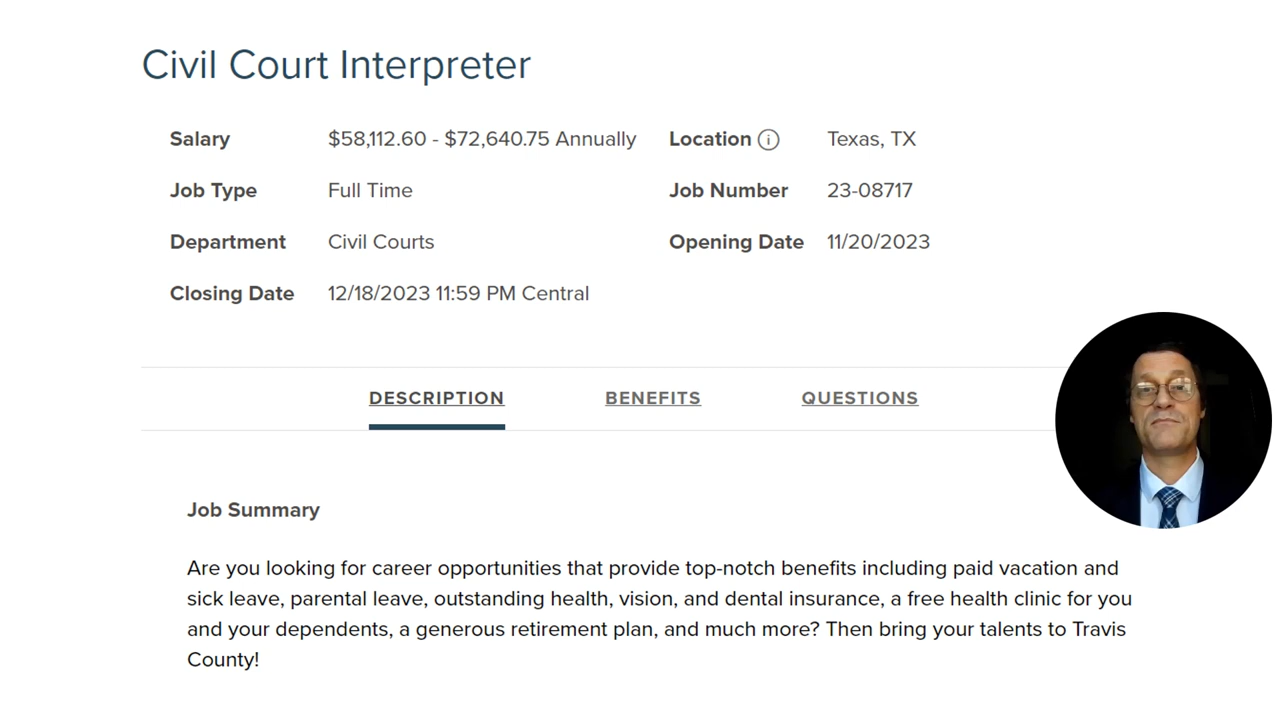 Civil Court Interpreter
Salary $58,112.60 - $72,640.75 Annually Location Texas, TX
Job Type Full Time Job Number 23-08717
Department Civil Courts Opening Date 11/20/2023
Closing Date 12/18/2023 11:59 PM Central
DESCRIPTION BENEFITS QUESTIONS
Job Summary
Are you looking for career opportunities that provide top-notch benefits including paid vacation and
sick leave, parental leave, outstanding health, vision, and dental insurance, a free health clinic for you
and your dependents, a generous retirement plan, and much more? Then bring your talents to Travis
County!